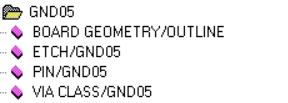 GND05
BOARD GEOMETRY/OUTLINE
ETCH/GND05
PIN/GND05
VIA CLASS/GND05